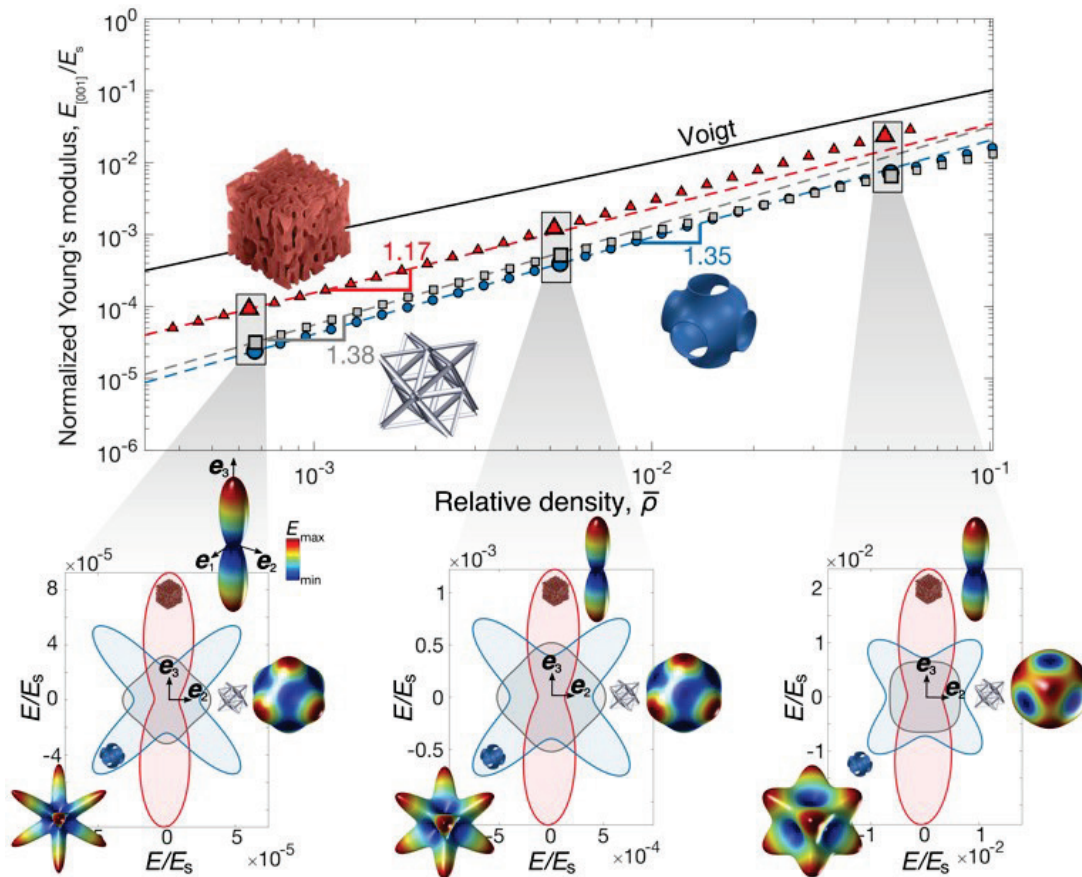 Normalized Young's modulus, E[001]/Es
10^0
10^-1
10^-2
10^-3
10^-4
10^-5
10^-6
Voigt
1.17
1.35
1.38
10^-3
10^-2
10^-1
Relative density, ρ̅
e3
e1
e2
E
max
min
×10^-5
8
4
0
-4
E/Es
e3
e2
-5
0
5
×10^-5
E/Es
×10^-3
1
0.5
0
-0.5
E/Es
e3
e2
-5
0
5
×10^-4
E/Es
×10^-2
2
1
0
-1
E/Es
e3
e2
-1
0
1
×10^-2
E/Es